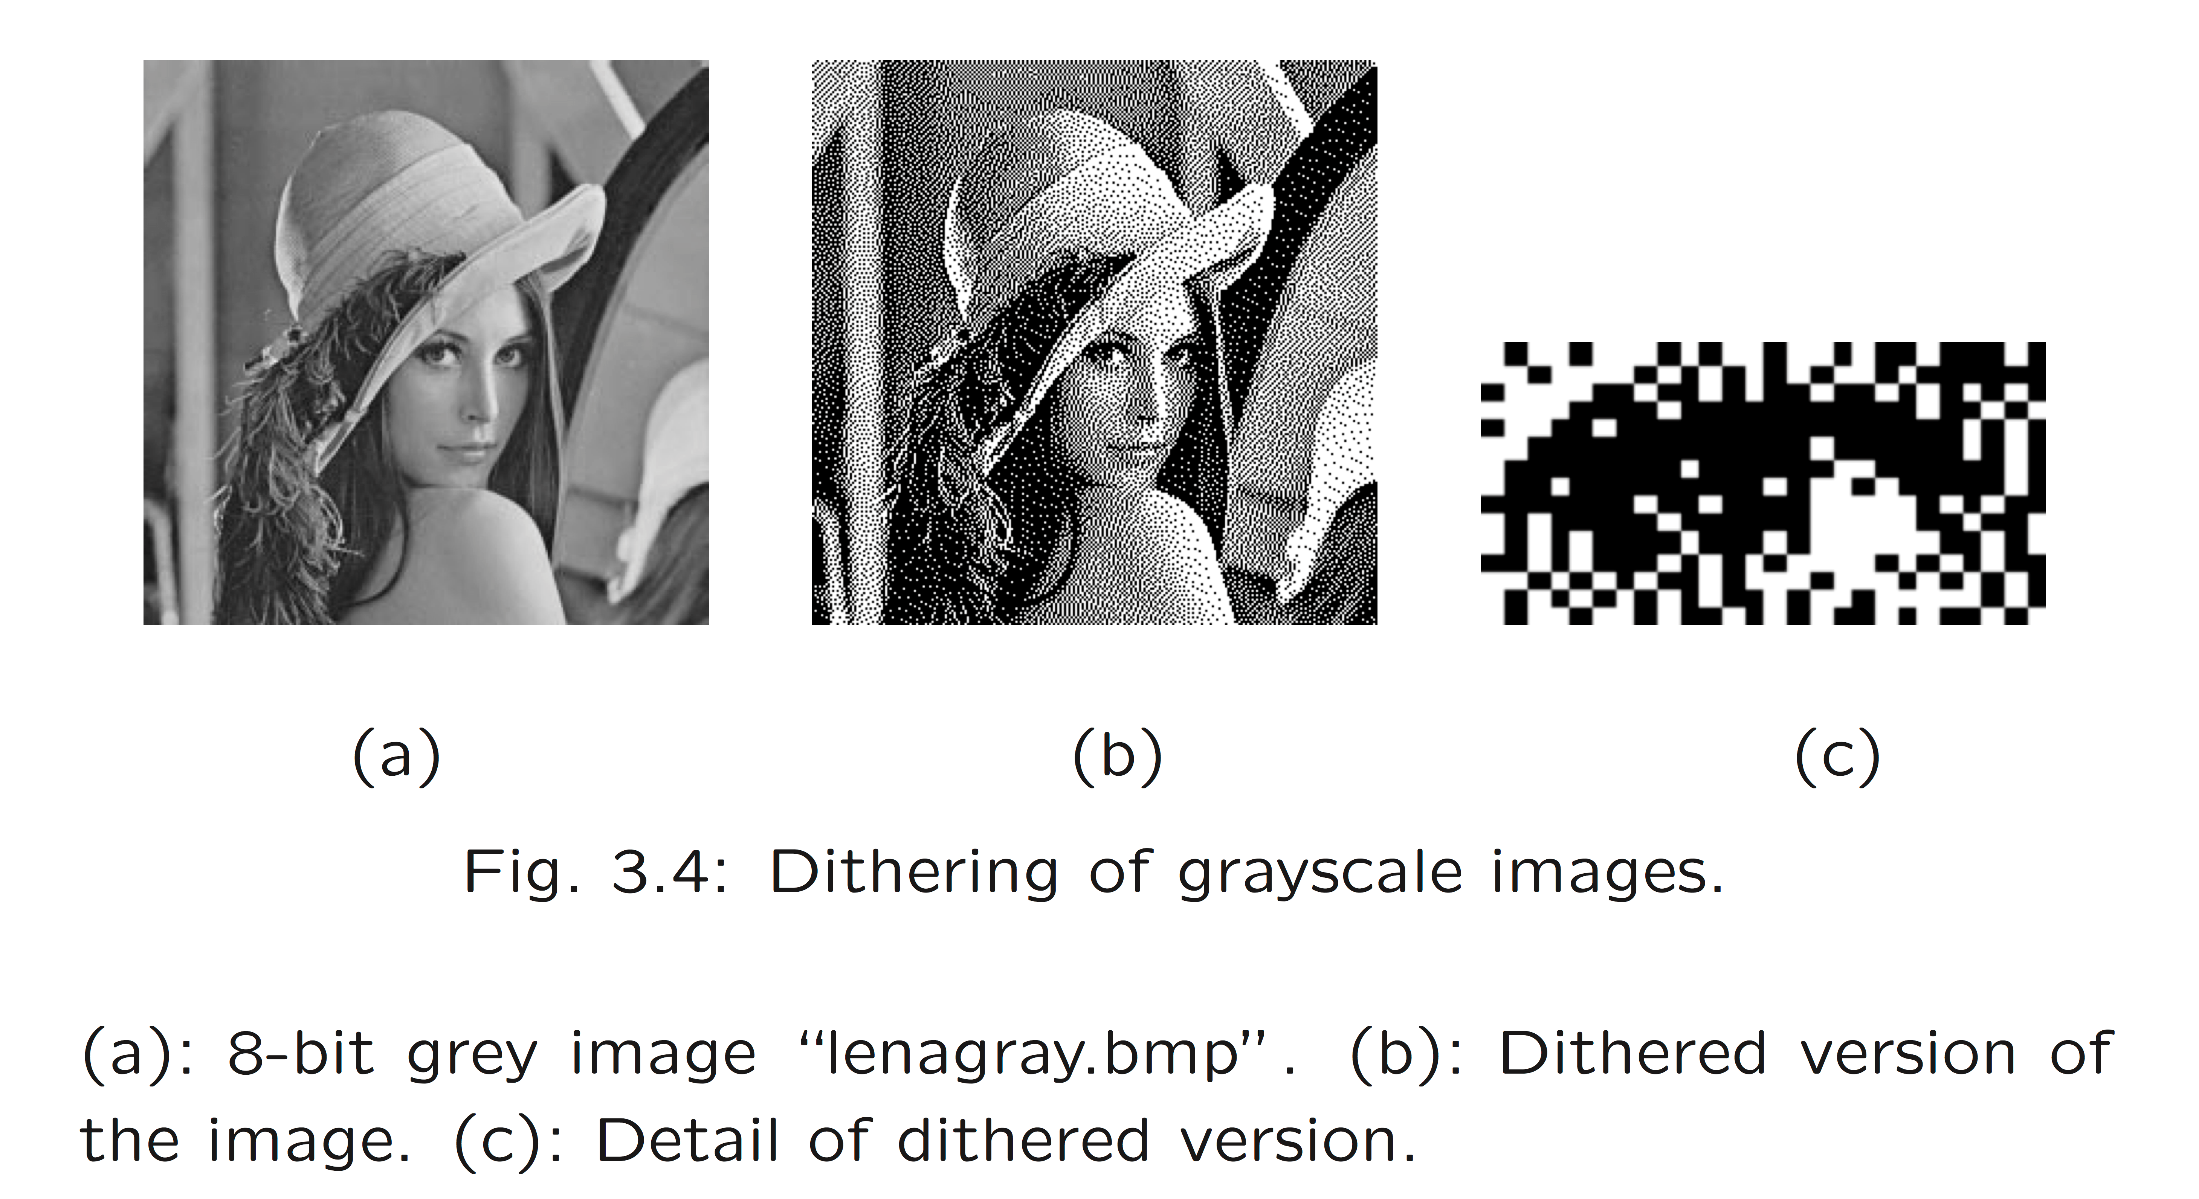 (a) (b) (c)
Fig. 3.4: Dithering of grayscale images.
(a): 8-bit grey image “lenagray.bmp”. (b): Dithered version of
the image. (c): Detail of dithered version.